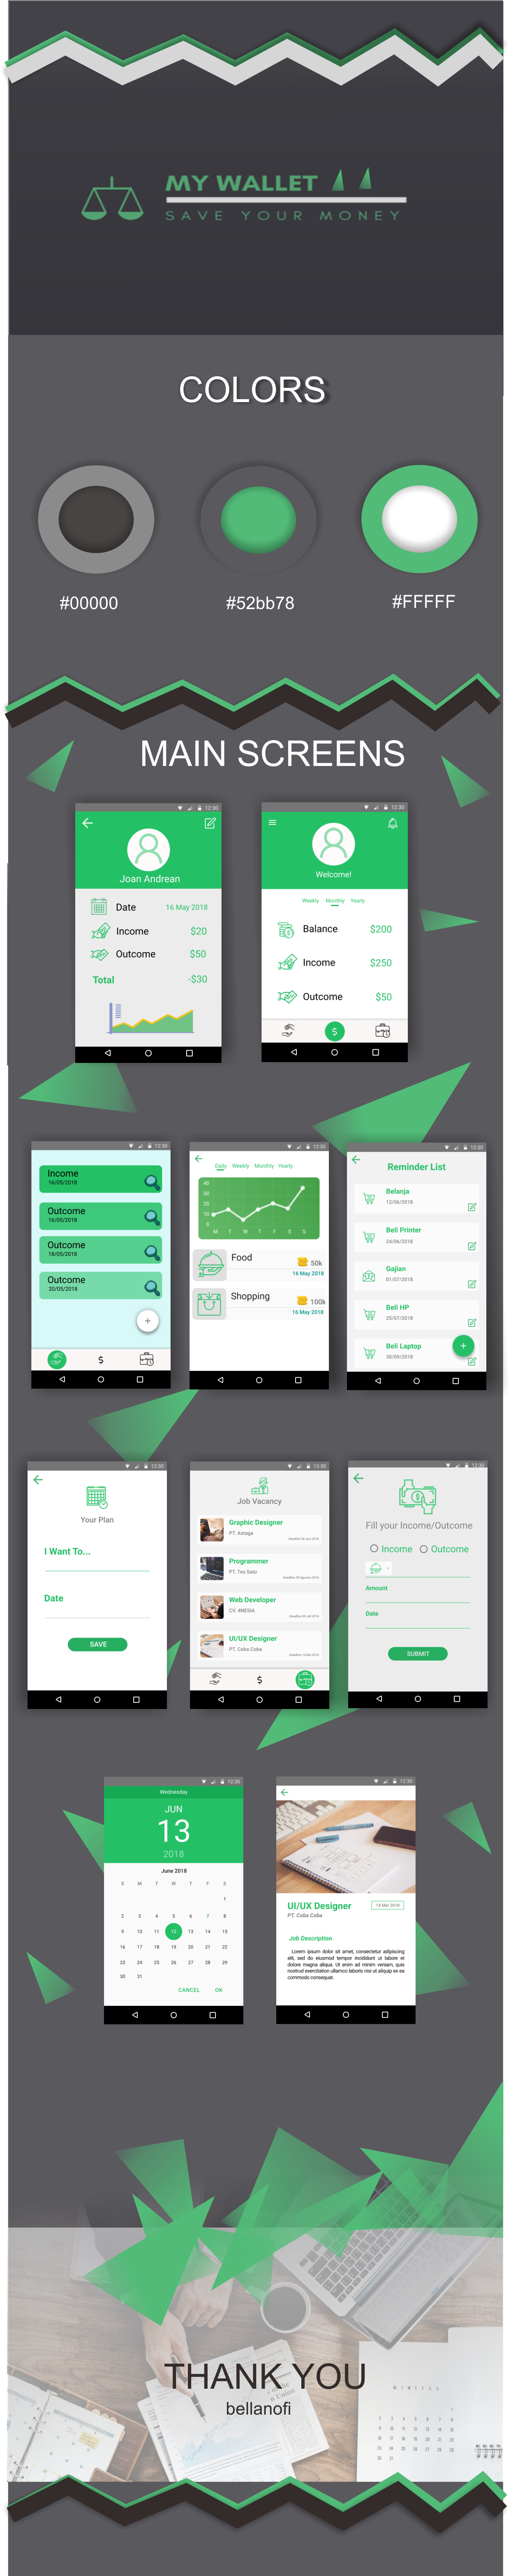 MY WALLET
SAVE YOUR MONEY
COLORS
#00000
#52bb78
#FFFFF
MAIN SCREENS
12:30
Joan Andrean
Date 16 May 2018
Income $20
Outcome $50
Total -$30
12:30
Welcome!
Weekly Monthly Yearly
Balance $200
Income $250
Outcome $50
$
12:30
Income
16/05/2018
Outcome
16/05/2018
Outcome
18/05/2018
Outcome
20/05/2018
+
$
12:30
Daily Weekly Monthly Yearly
40
30
20
10
0
M T W T F S S
Food
50k
16 May 2018
Shopping
100k
16 May 2018
12:30
Reminder List
Belanja
12/06/2018
Beli Printer
24/06/2018
Gajian
01/07/2018
Beli HP
25/07/2018
Beli Laptop
30/09/2018
+
12:30
Your Plan
I Want To...
Date
SAVE
12:30
Job Vacancy
Graphic Designer
PT. Astaga
Programmer
PT. Tes Satu
Web Developer
CV. 4NESIA
UI/UX Designer
PT. Coba Coba
$
12:30
Fill your Income/Outcome
Income Outcome
Amount
Date
SUBMIT
12:30
Wednesday
JUN
13
2018
June 2018
S M T W T F S
1
2 3 4 5 6 7 8
9 10 11 12 13 14 15
16 17 18 19 20 21 22
23 24 25 26 27 28 29
30 31
CANCEL OK
12:30
UI/UX Designer
14 Mei 2018
PT. Coba Coba
Job Description
Lorem ipsum dolor sit amet, consectetur adipisicing
elit, sed do eiusmod tempor incididunt ut labore et
dolore magna aliqua. Ut enim ad minim veniam, quis
nostrud exercitation ullamco laboris nisi ut aliquip ex ea
commodo consequat.
THANK YOU
bellanofi